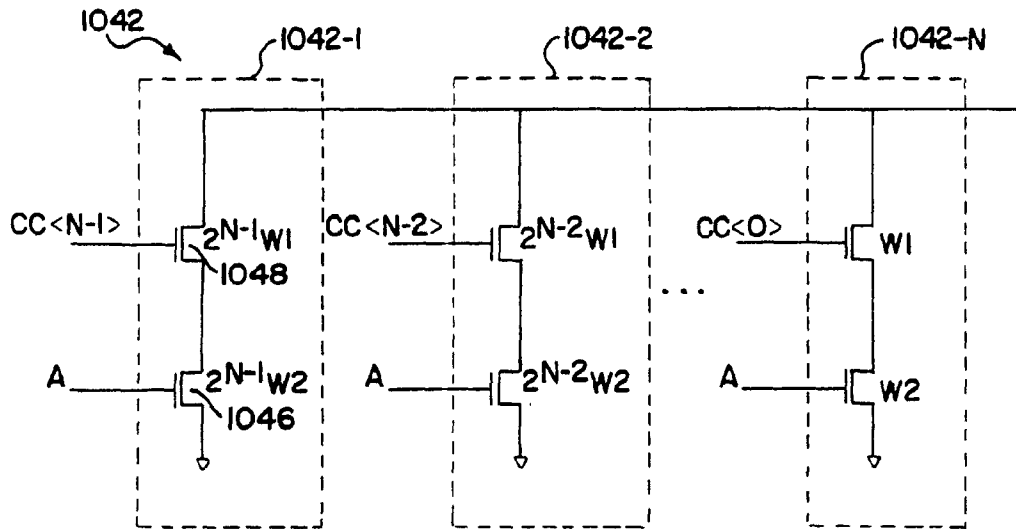 1042
1042-1
1042-2
1042-N
CC<N-1>
2^N-1 W1
1048
CC<N-2>
2^N-2 W1
CC<0>
W1
...
A
2^N-1 W2
1046
A
2^N-2 W2
A
W2